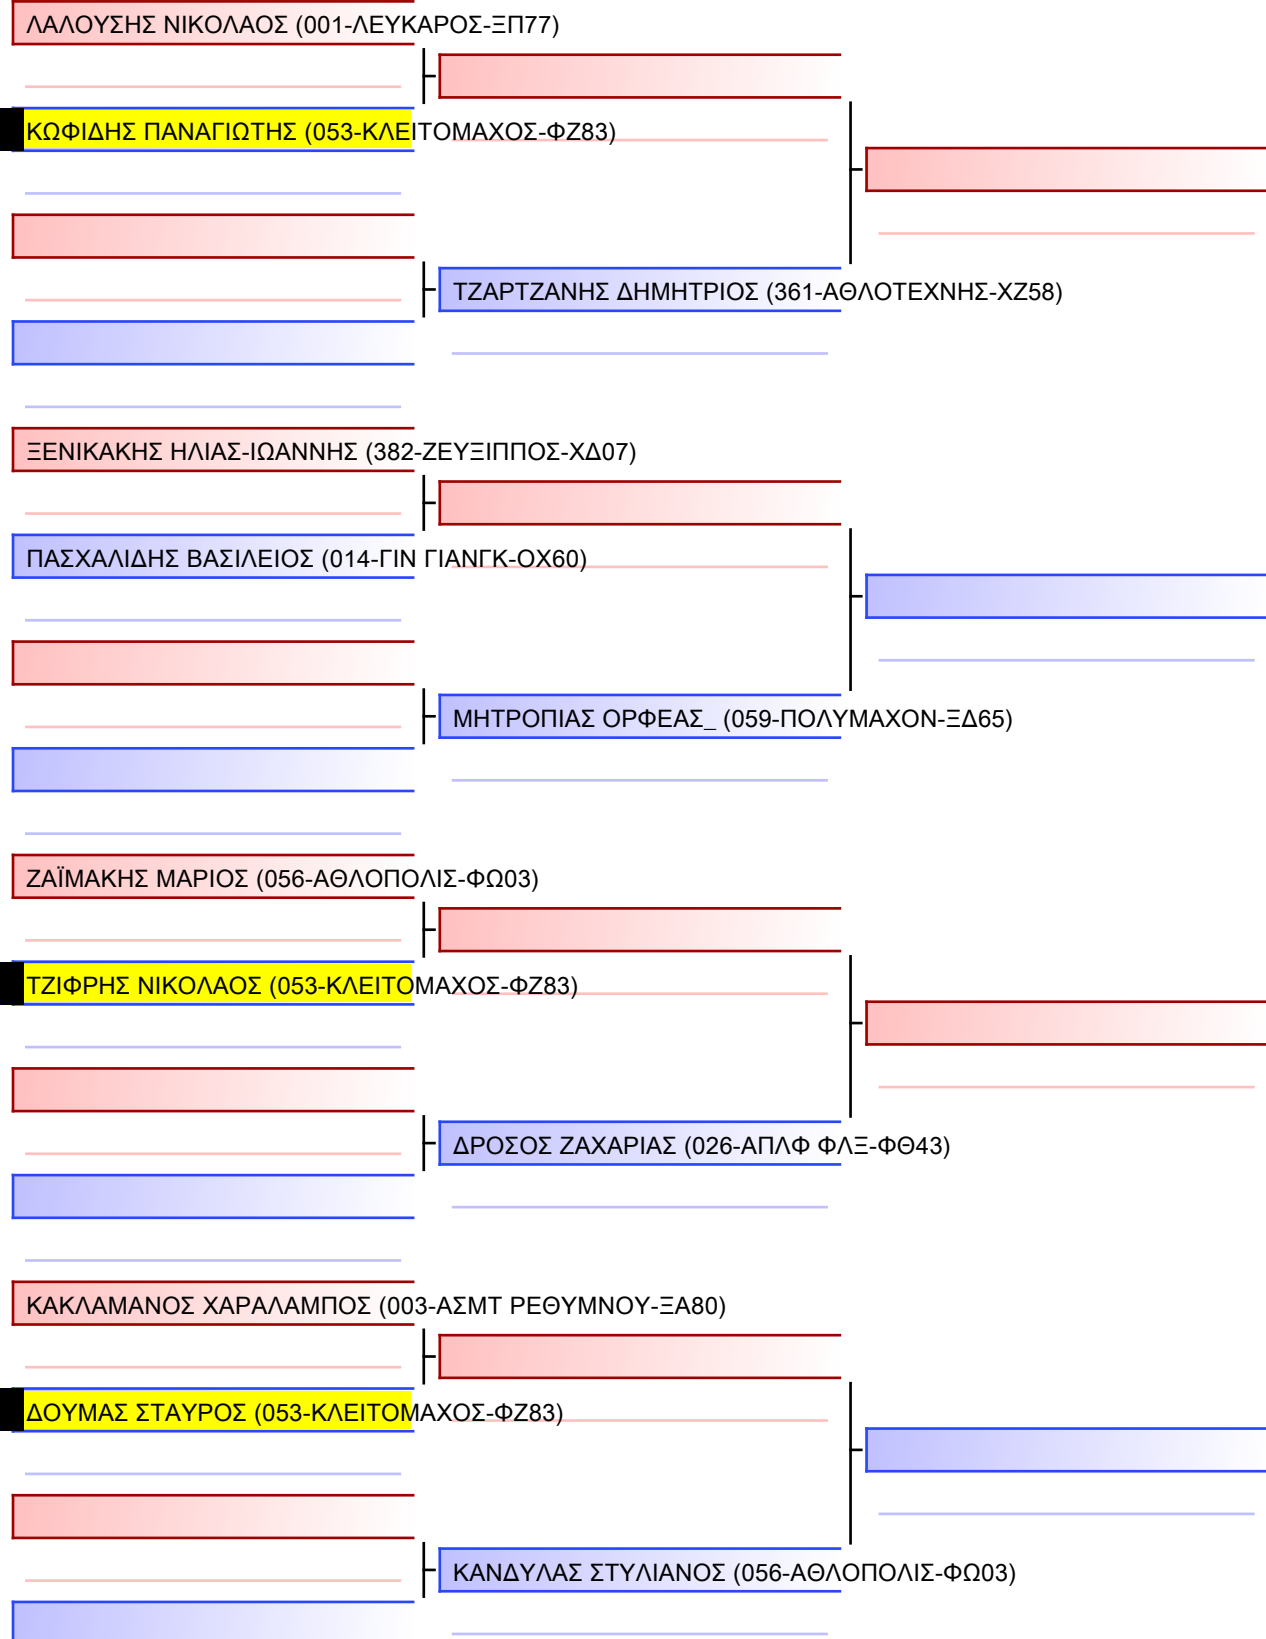 ΛΑΛΟΥΣΗΣ ΝΙΚΟΛΑΟΣ (001-ΛΕΥΚΑΡΟΣ-ΞΠ77)
ΚΩΦΙΔΗΣ ΠΑΝΑΓΙΩΤΗΣ (053-ΚΛΕΙΤΟΜΑΧΟΣ-ΦΖ83)
ΤΖΑΡΤΖΑΝΗΣ ΔΗΜΗΤΡΙΟΣ (361-ΑΘΛΟΤΕΧΝΗΣ-ΧΖ58)
ΞΕΝΙΚΑΚΗΣ ΗΛΙΑΣ-ΙΩΑΝΝΗΣ (382-ΖΕΥΞΙΠΠΟΣ-ΧΔ07)
ΠΑΣΧΑΛΙΔΗΣ ΒΑΣΙΛΕΙΟΣ (014-ΓΙΝ ΓΙΑΝΓΚ-ΟΧ60)
ΜΗΤΡΟΠΙΑΣ ΟΡΦΕΑΣ_ (059-ΠΟΛΥΜΑΧΟΝ-ΞΔ65)
ΖΑΪΜΑΚΗΣ ΜΑΡΙΟΣ (056-ΑΘΛΟΠΟΛΙΣ-ΦΩ03)
ΤΖΙΦΡΗΣ ΝΙΚΟΛΑΟΣ (053-ΚΛΕΙΤΟΜΑΧΟΣ-ΦΖ83)
ΔΡΟΣΟΣ ΖΑΧΑΡΙΑΣ (026-ΑΠΛΦ ΦΛΞ-ΦΘ43)
ΚΑΚΛΑΜΑΝΟΣ ΧΑΡΑΛΑΜΠΟΣ (003-ΑΣΜΤ ΡΕΘΥΜΝΟΥ-ΞΑ80)
ΔΟΥΜΑΣ ΣΤΑΥΡΟΣ (053-ΚΛΕΙΤΟΜΑΧΟΣ-ΦΖ83)
ΚΑΝΔΥΛΑΣ ΣΤΥΛΙΑΝΟΣ (056-ΑΘΛΟΠΟΛΙΣ-ΦΩ03)